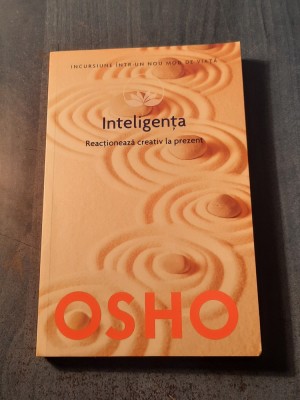 INCURSIUNE ÎNTR-UN NOU MOD DE VIAȚĂ
Inteligența
Reacționează creativ la prezent
OSHO